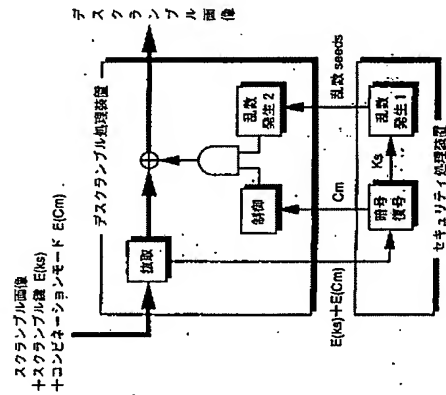 スクランブル画像
+スクランブル鍵 E(ks)
+コンビネーションモード E(Cm)
デスクランブル画像
デスクランブル処理装置
抜取
制御
乱数
発生2
E(ks)+E(Cm)
Cm
乱数 seeds
暗号
復号
Ks
乱数
発生1
セキュリティ処理装置